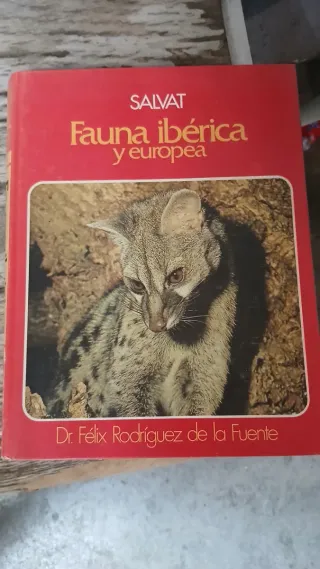 SALVAT
Fauna ibérica
y europea
Dr. Félix Rodríguez de la Fuente